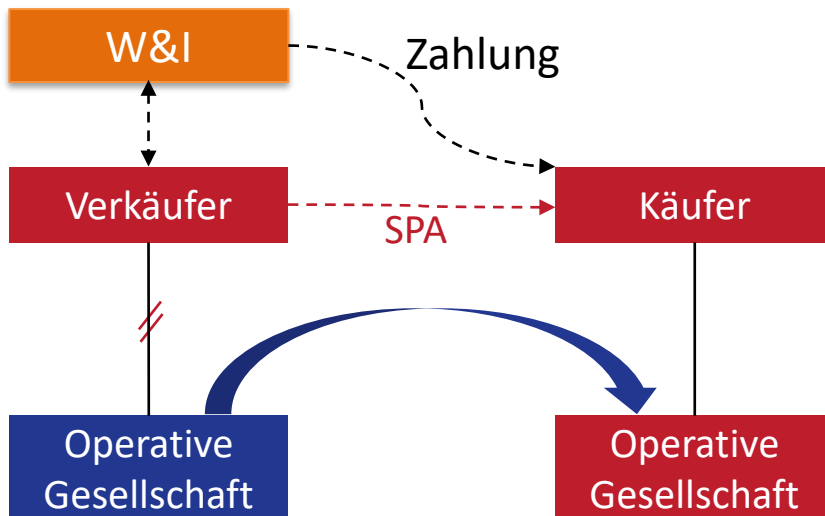 W&I
Zahlung
Verkäufer
SPA
Käufer
Operative
Gesellschaft
Operative
Gesellschaft